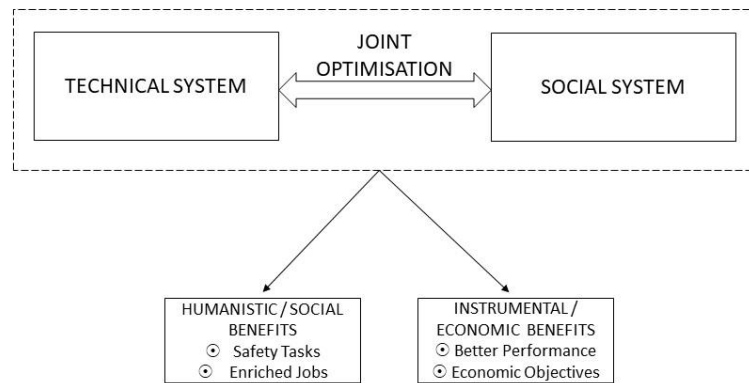 JOINT
OPTIMISATION
TECHNICAL SYSTEM
SOCIAL SYSTEM
HUMANISTIC / SOCIAL
BENEFITS
☉ Safety Tasks
☉ Enriched Jobs
INSTRUMENTAL /
ECONOMIC BENEFITS
☉ Better Performance
☉ Economic Objectives